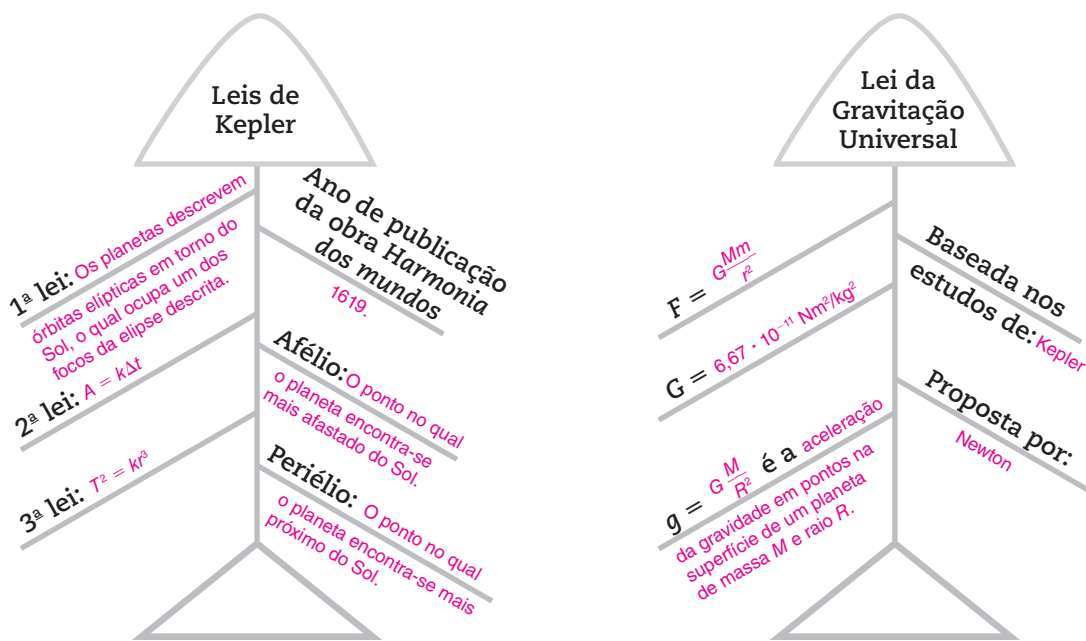 Leis de
Kepler
1ª lei: Os planetas descrevem
órbitas elípticas em torno do
Sol, o qual ocupa um dos
focos da elipse descrita.
2ª lei: A = kΔt
3ª lei: T² = kr³
Ano de publicação
da obra Harmonia
dos mundos
1619.
Afélio: O ponto no qual
o planeta encontra-se
mais afastado do Sol.
Periélio: O ponto no qual
o planeta encontra-se mais
próximo do Sol.
Lei da
Gravitação
Universal
F = G Mm/r²
G = 6,67 · 10⁻¹¹ Nm²/kg²
g = G M/R² é a aceleração
da gravidade em pontos na
superfície de um planeta
de massa M e raio R.
Baseada nos
estudos de: Kepler
Proposta por:
Newton